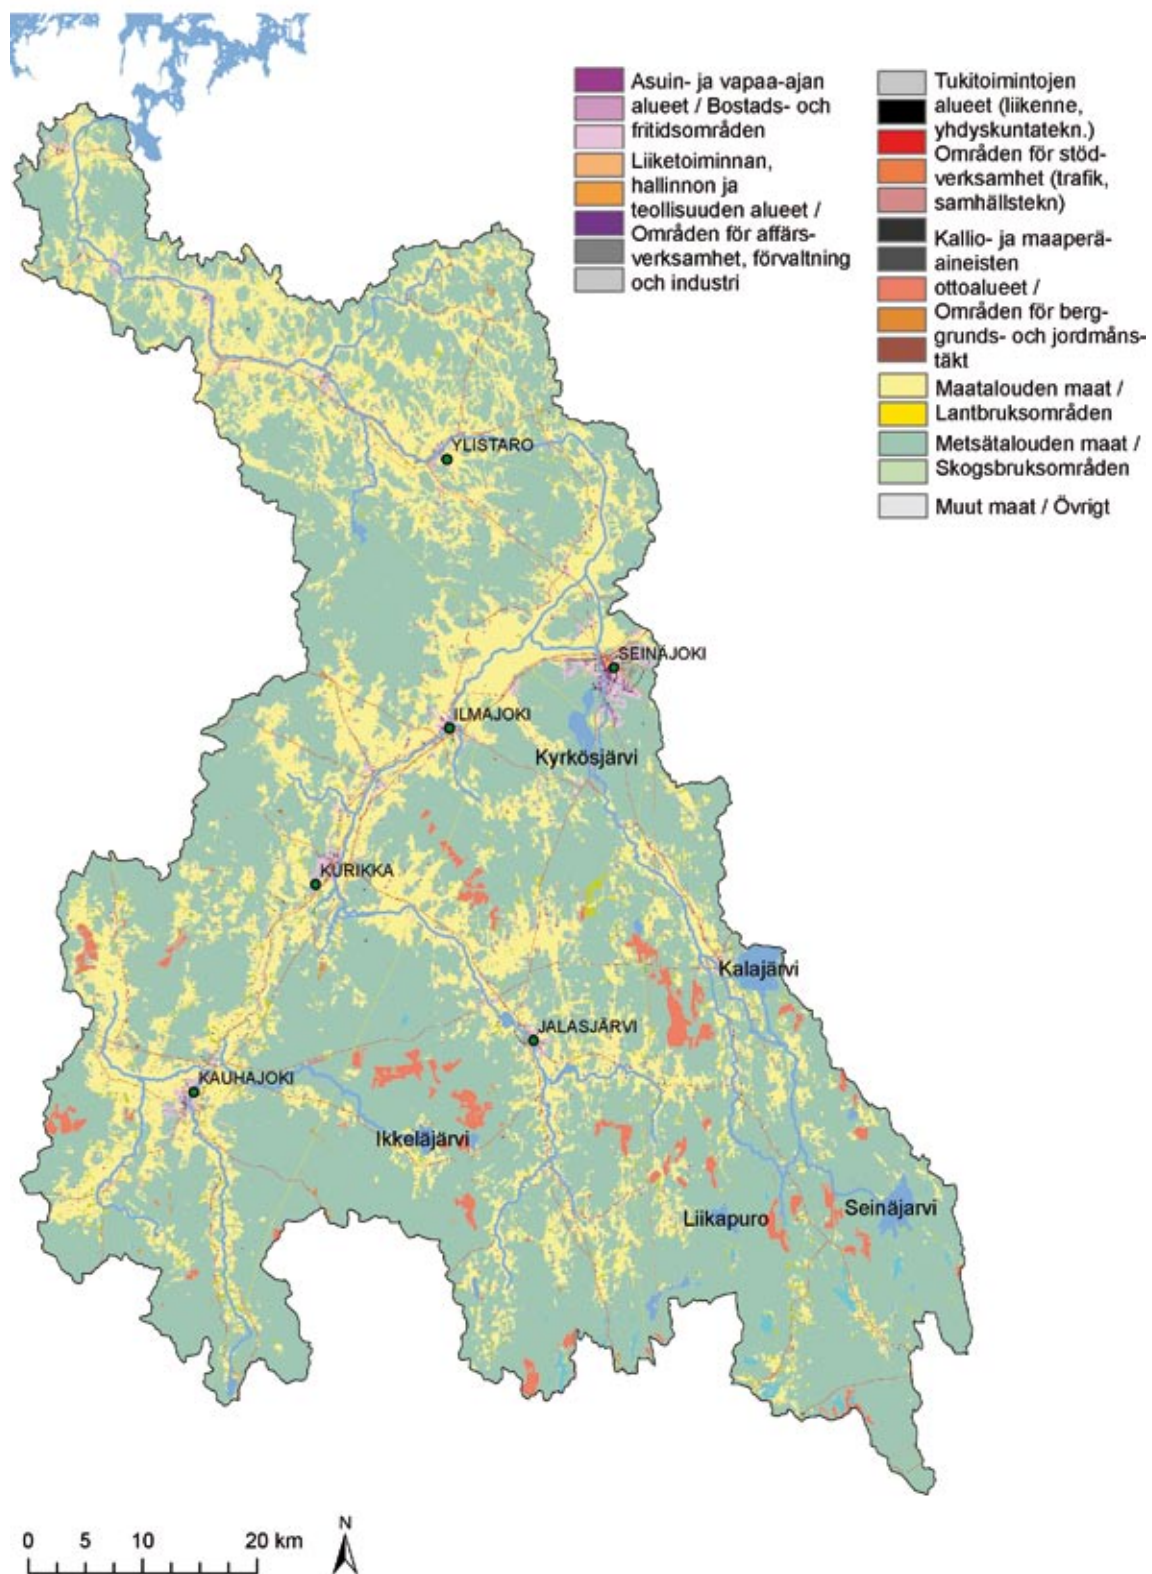 Asuin- ja vapaa-ajan
alueet / Bostads- och
fritidsområden
Liiketoiminnan,
hallinnon ja
teollisuuden alueet /
Områden för affärs-
verksamhet, förvaltning
och industri
Tukitoimintojen
alueet (liikenne,
yhdyskuntatekn.)
Områden för stöd-
verksamhet (trafik,
samhällstekn)
Kallio- ja maaperä-
aineisten
ottoalueet /
Områden för berg-
grunds- och jordmåns-
täkt
Maatalouden maat /
Lantbruksområden
Metsätalouden maat /
Skogsbruksområden
Muut maat / Övrigt
YLISTARO
SEINÄJOKI
ILMAJOKI
Kyrkösjärvi
KURIKKA
Kalajärvi
JALASJÄRVI
KAUHAJOKI
Ikkeläjärvi
Liikapuro
Seinäjarvi
0 5 10 20 km
N